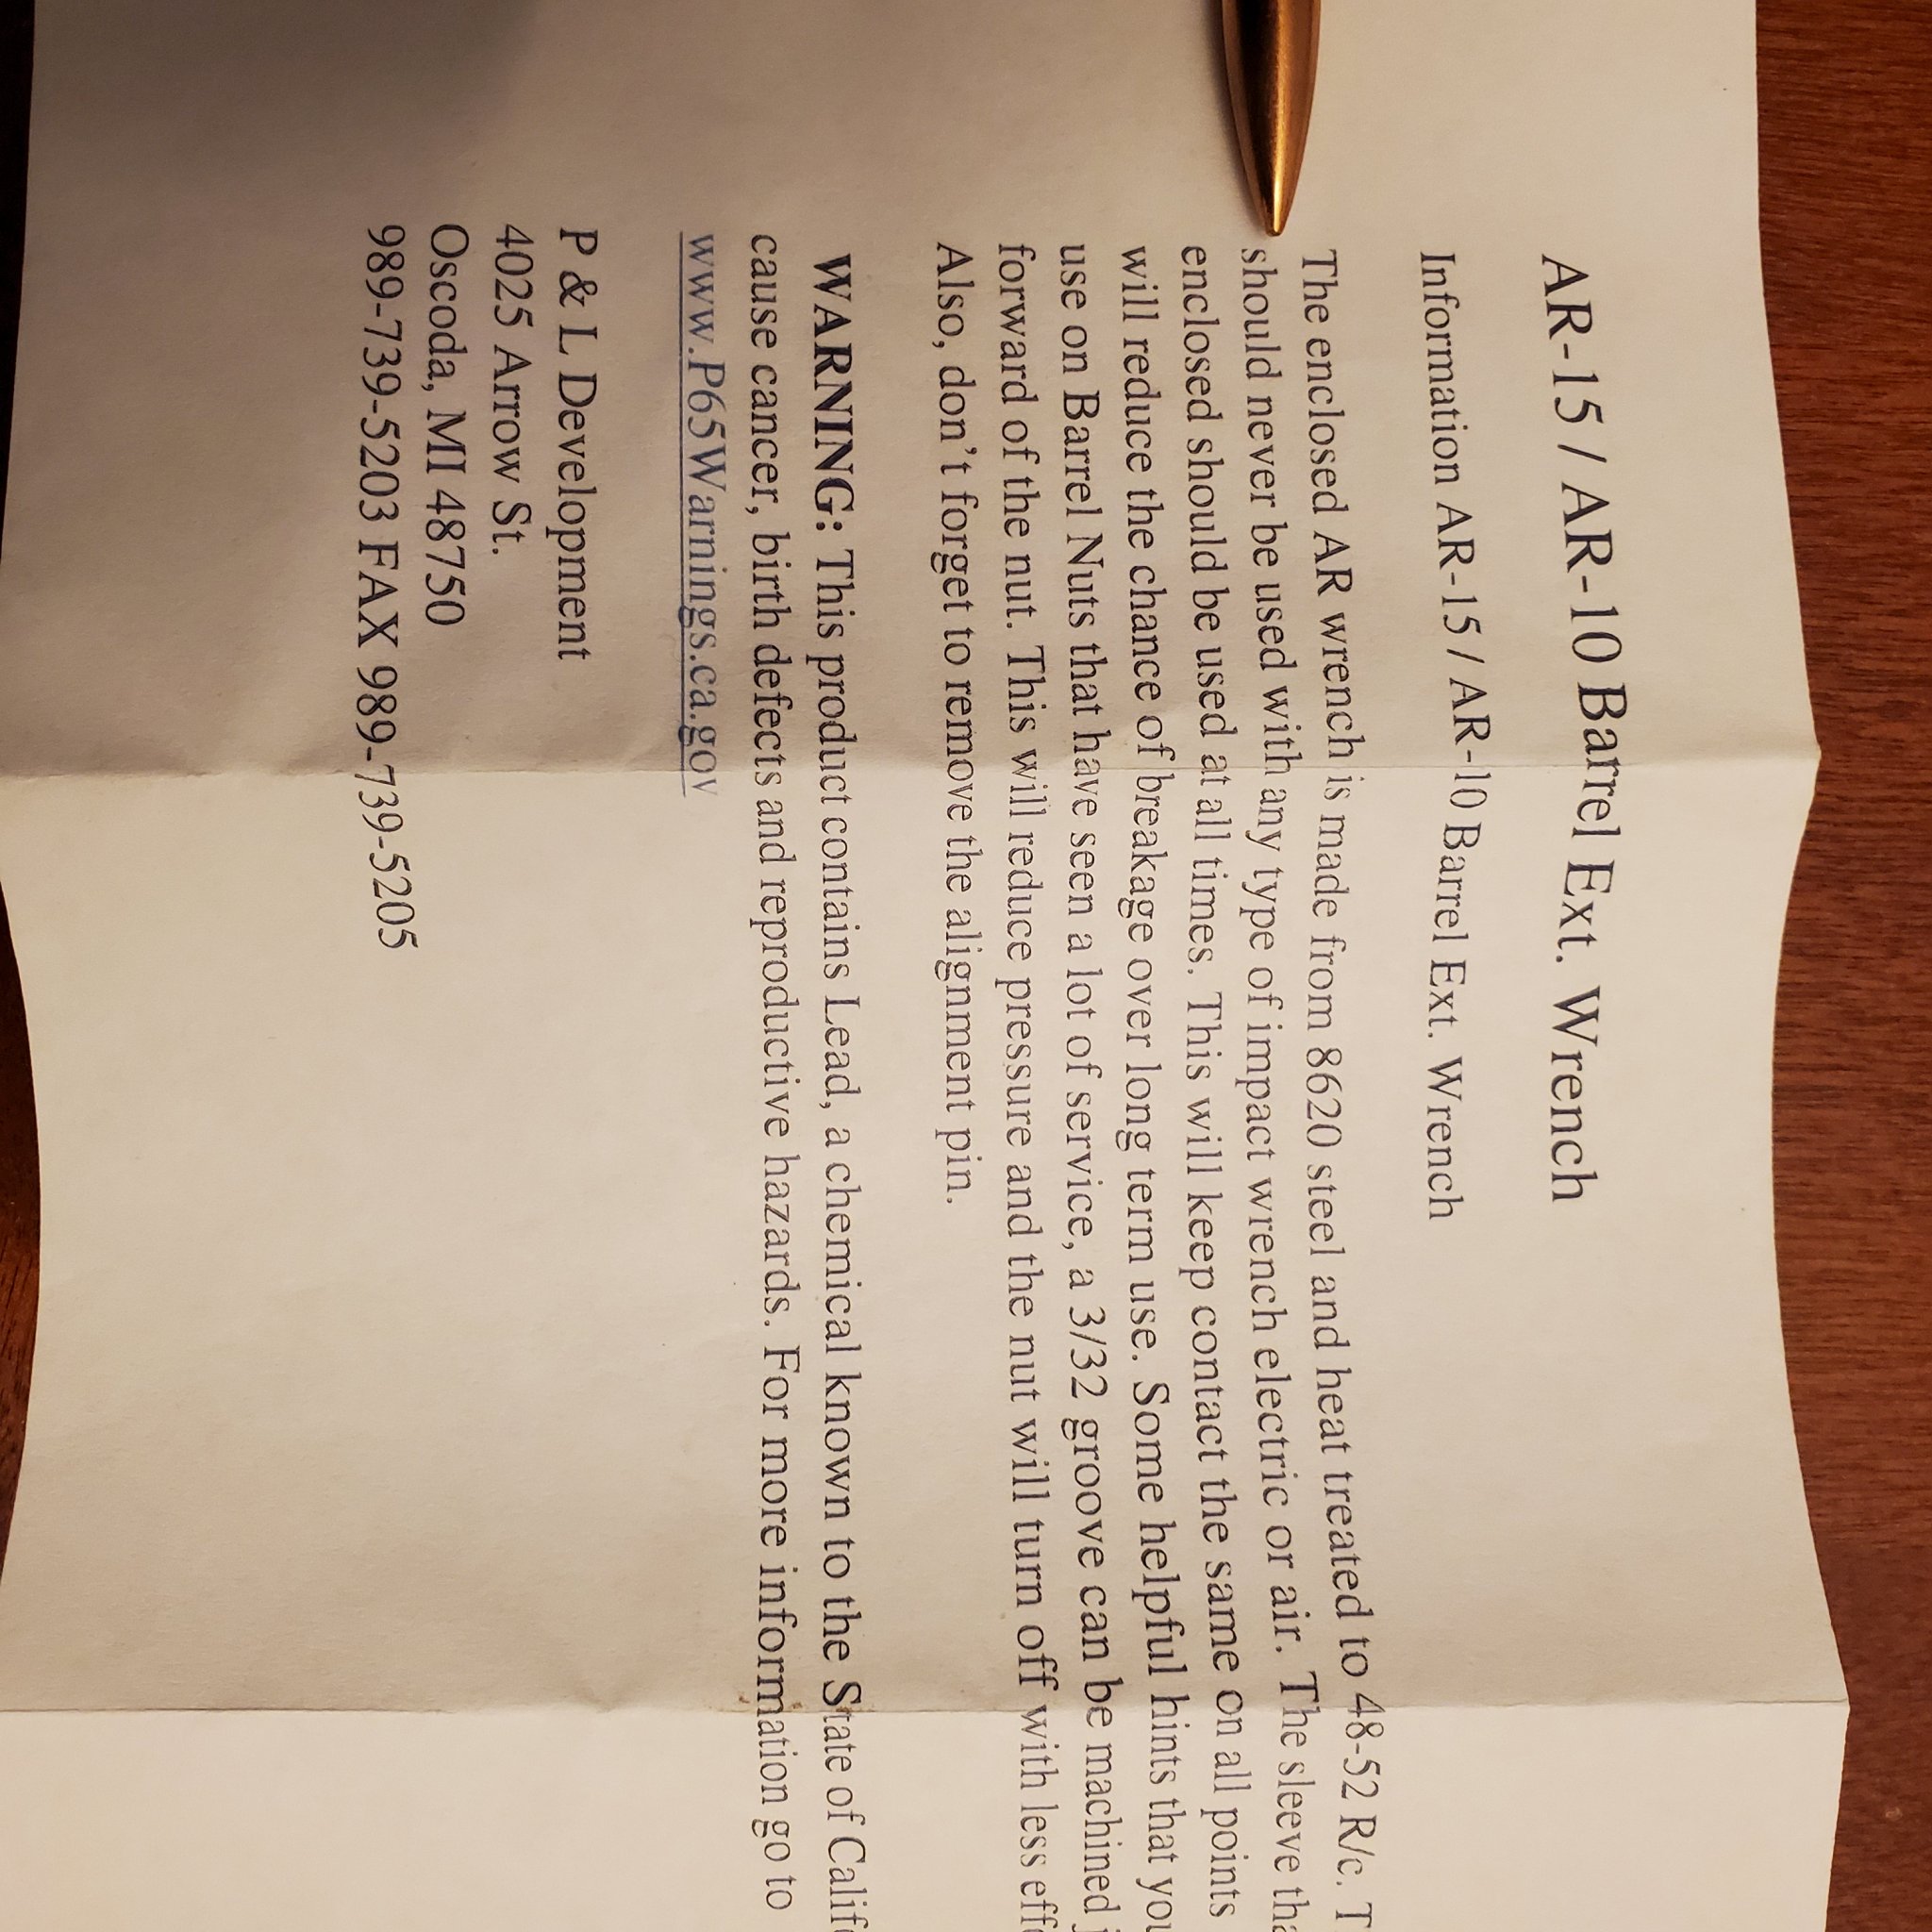 AR-15 / AR-10 Barrel Ext. Wrench
Information AR-15 / AR-10 Barrel Ext. Wrench
The enclosed AR wrench is made from 8620 steel and heat treated to 48-52 R/c. T
should never be used with any type of impact wrench electric or air. The sleeve tha
enclosed should be used at all times. This will keep contact the same on all points
will reduce the chance of breakage over long term use. Some helpful hints that you
use on Barrel Nuts that have seen a lot of service, a 3/32 groove can be machined
forward of the nut. This will reduce pressure and the nut will turn off with less effo
Also, don't forget to remove the alignment pin.
WARNING: This product contains Lead, a chemical known to the State of Califo
cause cancer, birth defects and reproductive hazards. For more information go to
www.P65Warnings.ca.gov
P & L Development
4025 Arrow St.
Oscoda, MI 48750
989-739-5203 FAX 989-739-5205